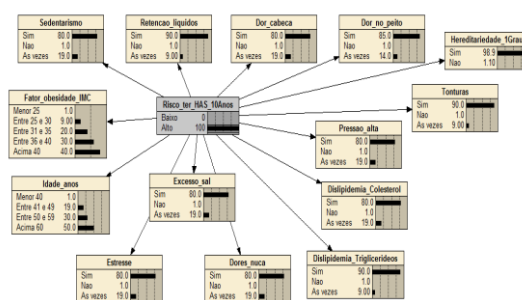 Sedentarismo
Sim 80.0
Nao 1.0
As vezes 19.0
Retencao_liquidos
Sim 90.0
Nao 1.0
As vezes 9.00
Dor_cabeca
Sim 80.0
Nao 1.0
As vezes 19.0
Dor_no_peito
Sim 85.0
Nao 1.0
As vezes 14.0
Hereditariedade_1Grau
Sim 98.9
Nao 1.10
Fator_obesidade_IMC
Menor 25 1.0
Entre 25 e 30 9.00
Entre 31 e 35 20.0
Entre 36 e 40 30.0
Acima 40 40.0
Risco_ter_HAS_10Anos
Baixo 0
Alto 100
Tonturas
Sim 90.0
Nao 1.0
As vezes 9.00
Pressao_alta
Sim 80.0
Nao 1.0
As vezes 19.0
Idade_anos
Menor 40 1.0
Entre 41 e 49 19.0
Entre 50 e 59 30.0
Acima 60 50.0
Excesso_sal
Sim 80.0
Nao 1.0
As vezes 19.0
Dislipidemia_Colesterol
Sim 80.0
Nao 1.0
As vezes 19.0
Estresse
Sim 80.0
Nao 1.0
As vezes 19.0
Dores_nuca
Sim 80.0
Nao 1.0
As vezes 19.0
Dislipidemia_Triglicerideos
Sim 90.0
Nao 1.0
As vezes 9.00